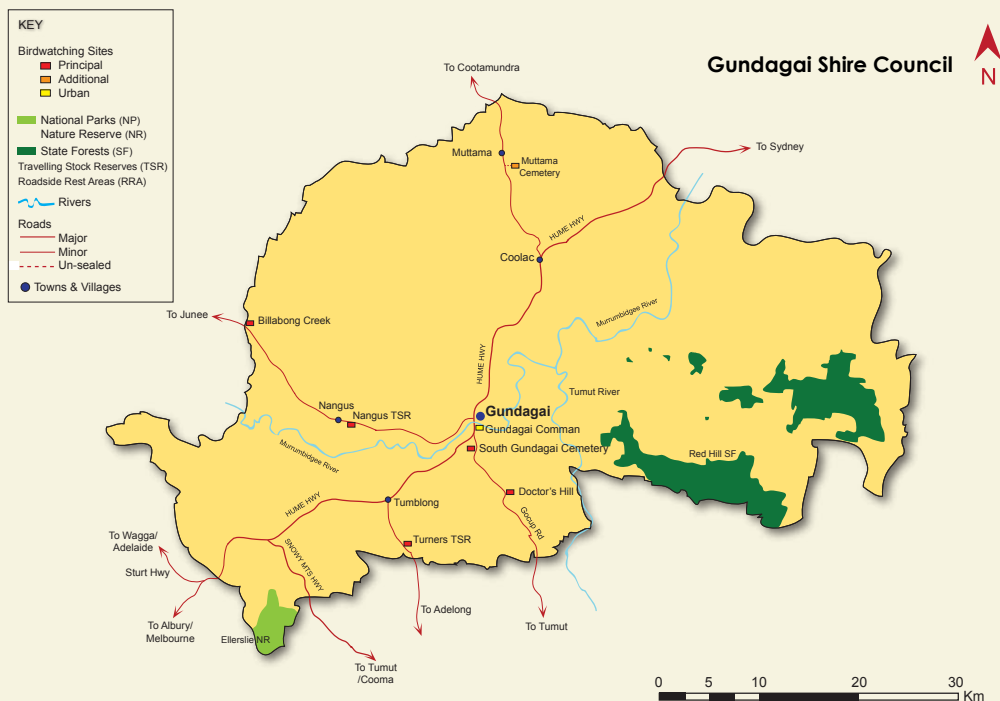 KEY
Birdwatching Sites
Principal
Additional
Urban
National Parks (NP)
Nature Reserve (NR)
State Forests (SF)
Travelling Stock Reserves (TSR)
Roadside Rest Areas (RRA)
Rivers
Roads
Major
Minor
Un-sealed
Towns & Villages
Gundagai Shire Council
N
To Cootamundra
Muttama
Muttama
Cemetery
To Sydney
HUME HWY
Coolac
Murrumbidgee River
To Junee
Billabong Creek
HUME HWY
Tumut River
Nangus
Nangus TSR
Gundagai
Gundagai Comman
Murrumbidgee River
South Gundagai Cemetery
Red Hill SF
Doctor's Hill
HUME HWY
Tumblong
Gocup Rd
To Wagga/
Adelaide
Turners TSR
SNOWY MTS HWY
Sturt Hwy
To Albury/
Melbourne
To Adelong
To Tumut
Ellerslie NR
To Tumut
/Cooma
0 5 10 20 30
Km